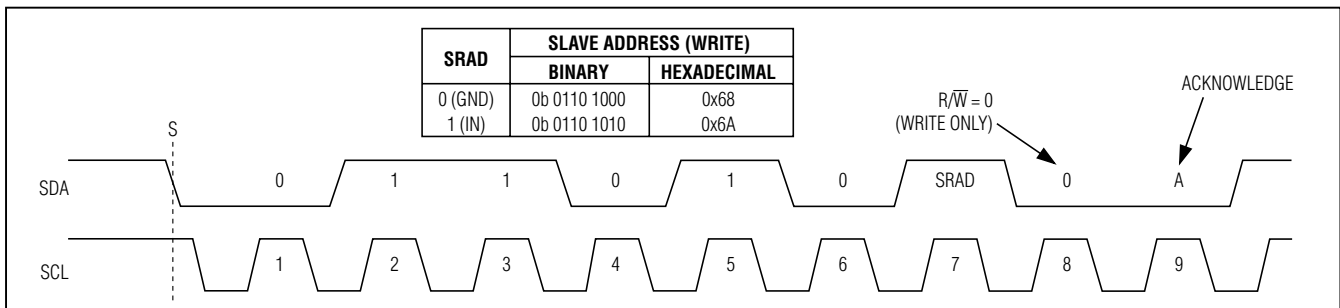 SRAD SLAVE ADDRESS (WRITE)
BINARY HEXADECIMAL
0 (GND) 0b 0110 1000 0x68
1 (IN) 0b 0110 1010 0x6A
ACKNOWLEDGE
R/W̅ = 0
(WRITE ONLY)
S
SDA 0 1 1 0 1 0 SRAD 0 A
SCL 1 2 3 4 5 6 7 8 9